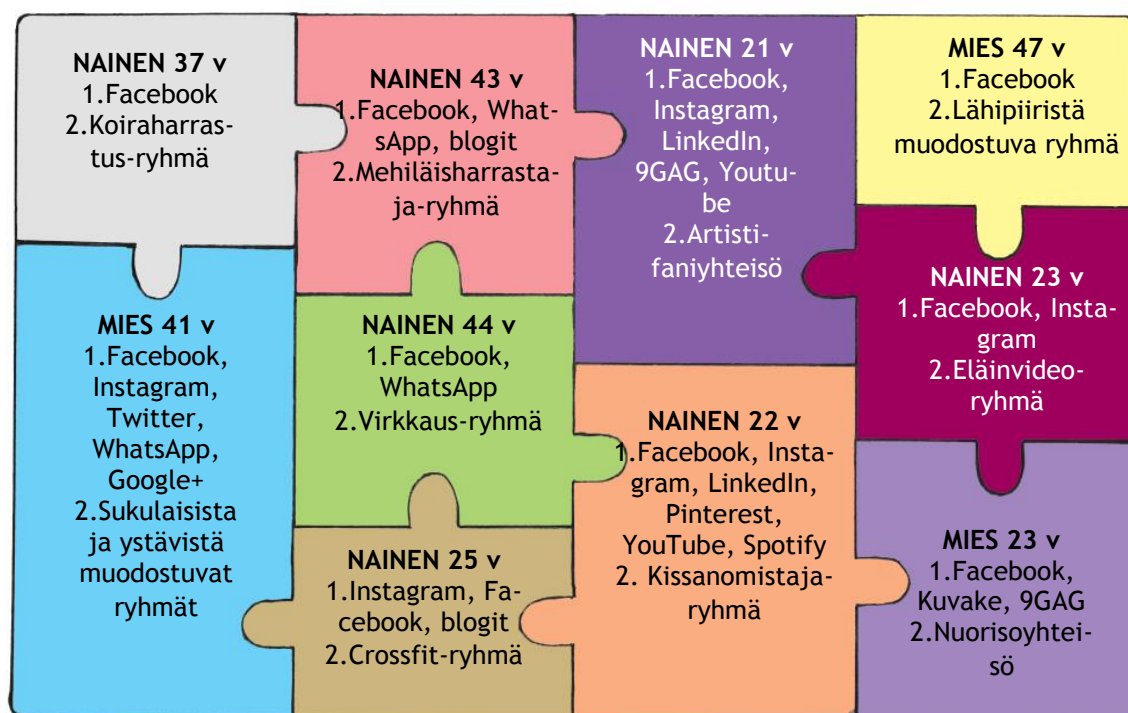 NAINEN 37 v
1.Facebook
2.Koiraharras-
tus-ryhmä
NAINEN 43 v
1.Facebook, What-
sApp, blogit
2.Mehiläisharrasta-
ja-ryhmä
NAINEN 21 v
1.Facebook,
Instagram,
LinkedIn,
9GAG, Youtu-
be
2.Artisti-
faniyhteisö
MIES 47 v
1.Facebook
2.Lähipiiristä
muodostuva ryhmä
MIES 41 v
1.Facebook,
Instagram,
Twitter,
WhatsApp,
Google+
2.Sukulaisista
ja ystävistä
muodostuvat
ryhmät
NAINEN 44 v
1.Facebook,
WhatsApp
2.Virkkaus-ryhmä
NAINEN 23 v
1.Facebook, Insta-
gram
2.Eläinvideo-
ryhmä
NAINEN 25 v
1.Instagram, Fa-
cebook, blogit
2.Crossfit-ryhmä
NAINEN 22 v
1.Facebook, Insta-
gram, LinkedIn,
Pinterest,
YouTube, Spotify
2. Kissanomistaja-
ryhmä
MIES 23 v
1.Facebook,
Kuvake, 9GAG
2.Nuorisoyhtei-
sö